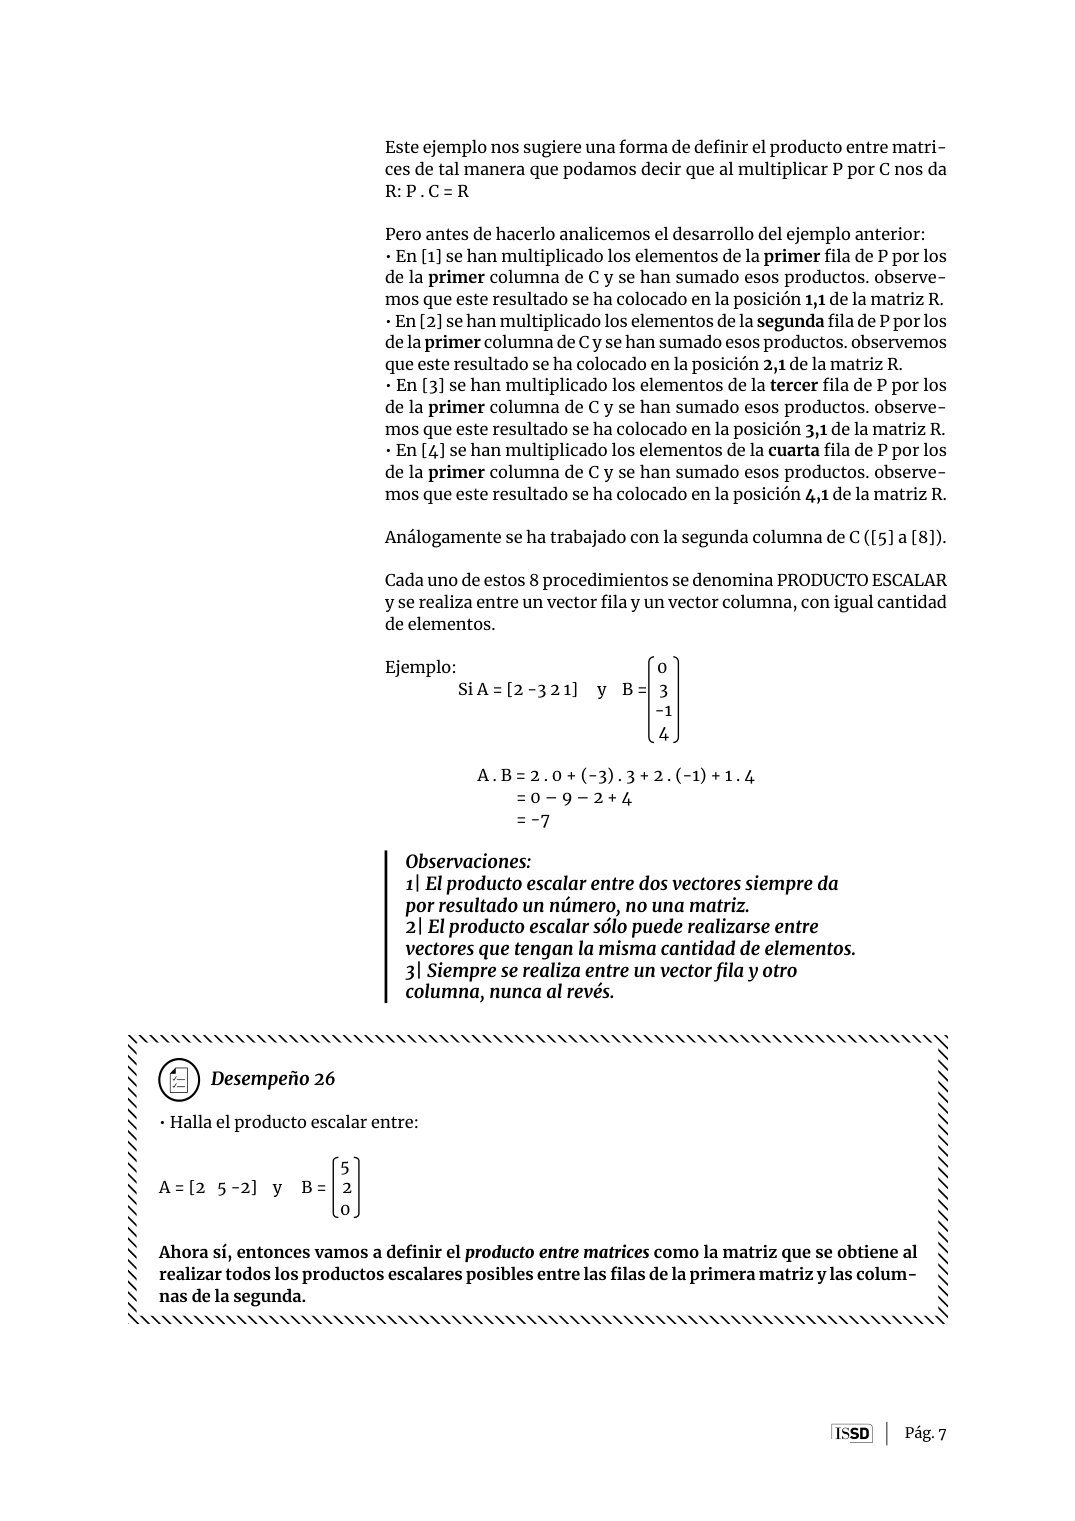 Este ejemplo nos sugiere una forma de definir el producto entre matri-
ces de tal manera que podamos decir que al multiplicar P por C nos da
R: P . C = R
Pero antes de hacerlo analicemos el desarrollo del ejemplo anterior:
• En [1] se han multiplicado los elementos de la primer fila de P por los
de la primer columna de C y se han sumado esos productos. observe-
mos que este resultado se ha colocado en la posición 1,1 de la matriz R.
• En [2] se han multiplicado los elementos de la segunda fila de P por los
de la primer columna de C y se han sumado esos productos. observemos
que este resultado se ha colocado en la posición 2,1 de la matriz R.
• En [3] se han multiplicado los elementos de la tercer fila de P por los
de la primer columna de C y se han sumado esos productos. observe-
mos que este resultado se ha colocado en la posición 3,1 de la matriz R.
• En [4] se han multiplicado los elementos de la cuarta fila de P por los
de la primer columna de C y se han sumado esos productos. observe-
mos que este resultado se ha colocado en la posición 4,1 de la matriz R.
Análogamente se ha trabajado con la segunda columna de C ([5] a [8]).
Cada uno de estos 8 procedimientos se denomina PRODUCTO ESCALAR
y se realiza entre un vector fila y un vector columna, con igual cantidad
de elementos.
Ejemplo:
0
Si A = [2 -3 2 1] y B = 3
-1
4
A . B = 2 . 0 + (-3) . 3 + 2 . (-1) + 1 . 4
= 0 – 9 – 2 + 4
= -7
Observaciones:
1| El producto escalar entre dos vectores siempre da
por resultado un número, no una matriz.
2| El producto escalar sólo puede realizarse entre
vectores que tengan la misma cantidad de elementos.
3| Siempre se realiza entre un vector fila y otro
columna, nunca al revés.
Desempeño 26
• Halla el producto escalar entre:
5
A = [2 5 -2] y B = 2
0
Ahora sí, entonces vamos a definir el producto entre matrices como la matriz que se obtiene al
realizar todos los productos escalares posibles entre las filas de la primera matriz y las colum-
nas de la segunda.
ISSD Pág. 7